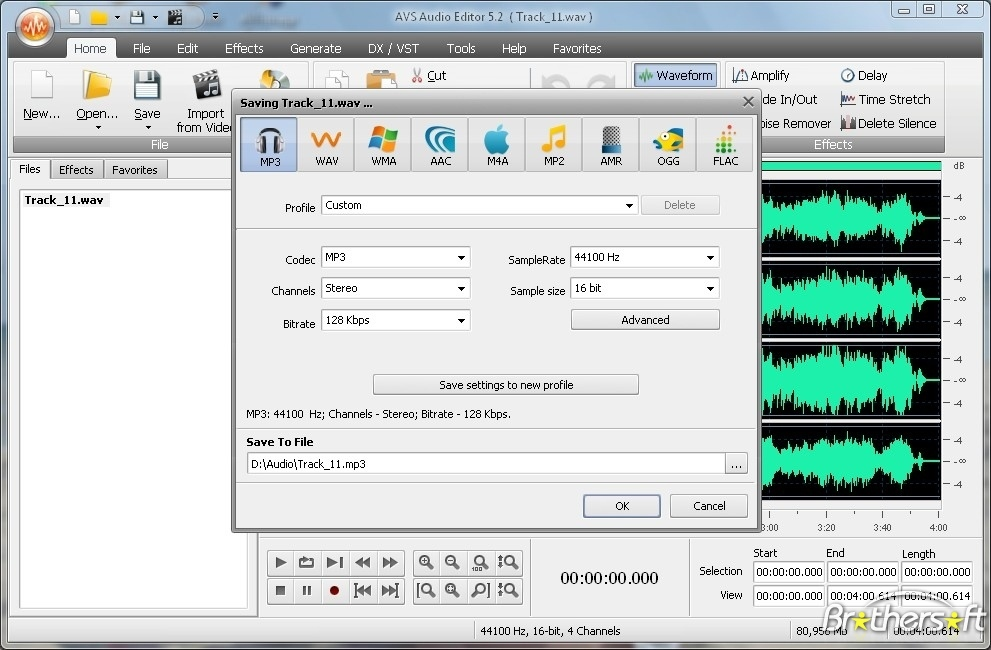 AVS Audio Editor 5.2 ( Track_11.wav )
Home File Edit Effects Generate DX / VST Tools Help Favorites
New... Open... Save Import from Video
Cut
Waveform
Amplify Delay
de In/Out Time Stretch
oise Remover Delete Silence
File Effects
Files Effects Favorites
Track_11.wav
Saving Track_11.wav ...
MP3 WAV WMA AAC M4A MP2 AMR OGG FLAC
Profile Custom Delete
Codec MP3 SampleRate 44100 Hz
Channels Stereo Sample size 16 bit
Bitrate 128 Kbps Advanced
Save settings to new profile
MP3: 44100 Hz; Channels - Stereo; Bitrate - 128 Kbps.
Save To File
D:\Audio\Track_11.mp3 ...
OK Cancel
dB
-4
-∞
-4
-4
-∞
-4
-4
-∞
-4
-4
-∞
-4
3:00 3:20 3:40 4:00
100
00:00:00.000
Start End Length
Selection 00:00:00.000 00:00:00.000 00:00:00.000
View 00:00:00.000 00:04:00.614 00:04:00.614
44100 Hz, 16-bit, 4 Channels 80,956 Mb 00:04:00.614
Brothersoft